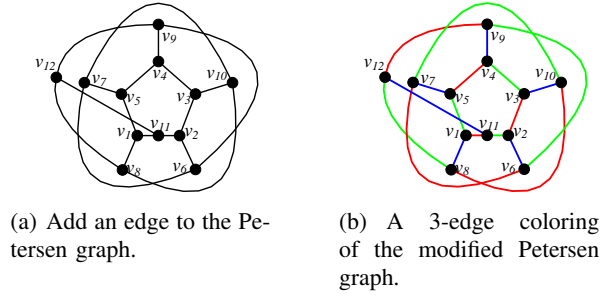 v9
v12
v7
v4
v10
v5
v3
v11
v1
v2
v8
v6
v9
v12
v7
v4
v10
v5
v3
v11
v1
v2
v8
v6
(a) Add an edge to the Pe-
tersen graph.
(b) A 3-edge coloring
of the modified Petersen
graph.